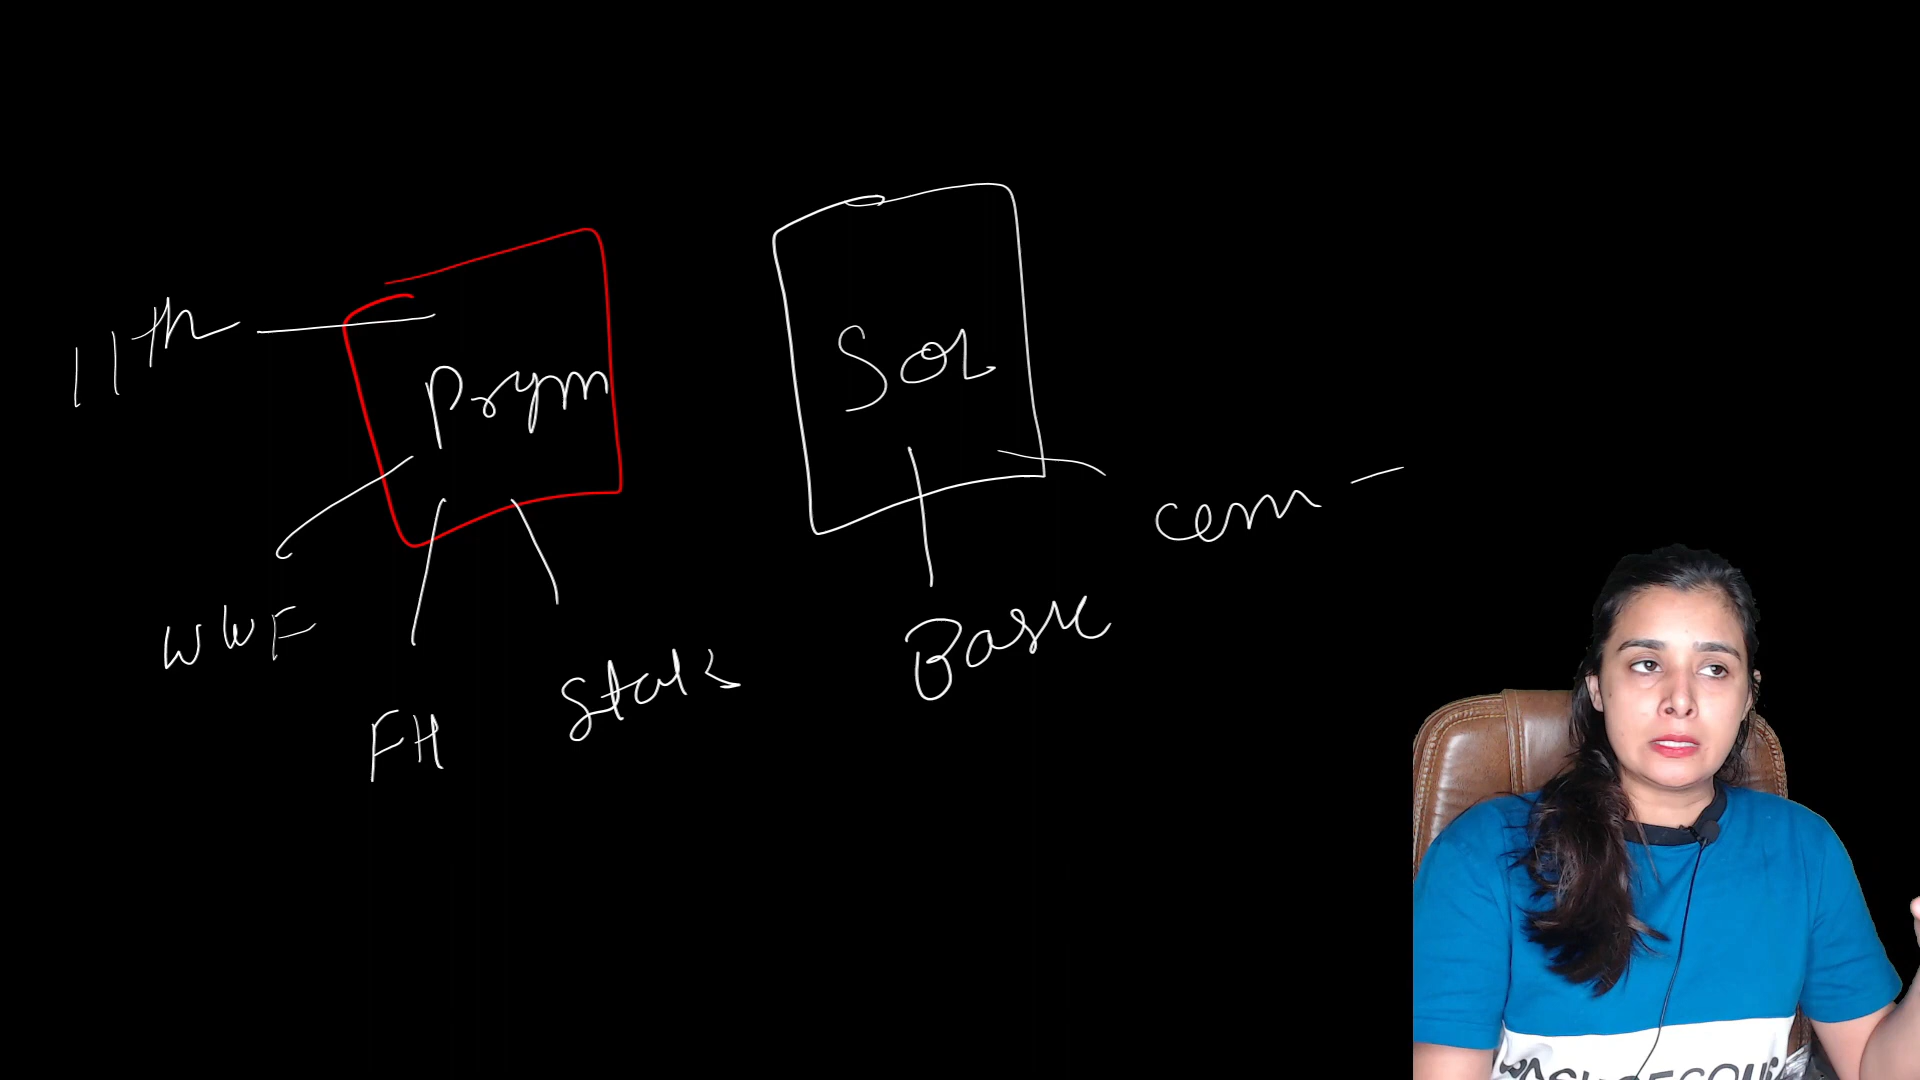 11th
Prym
WWF
FH
Stats
Sol
Basic
cem -